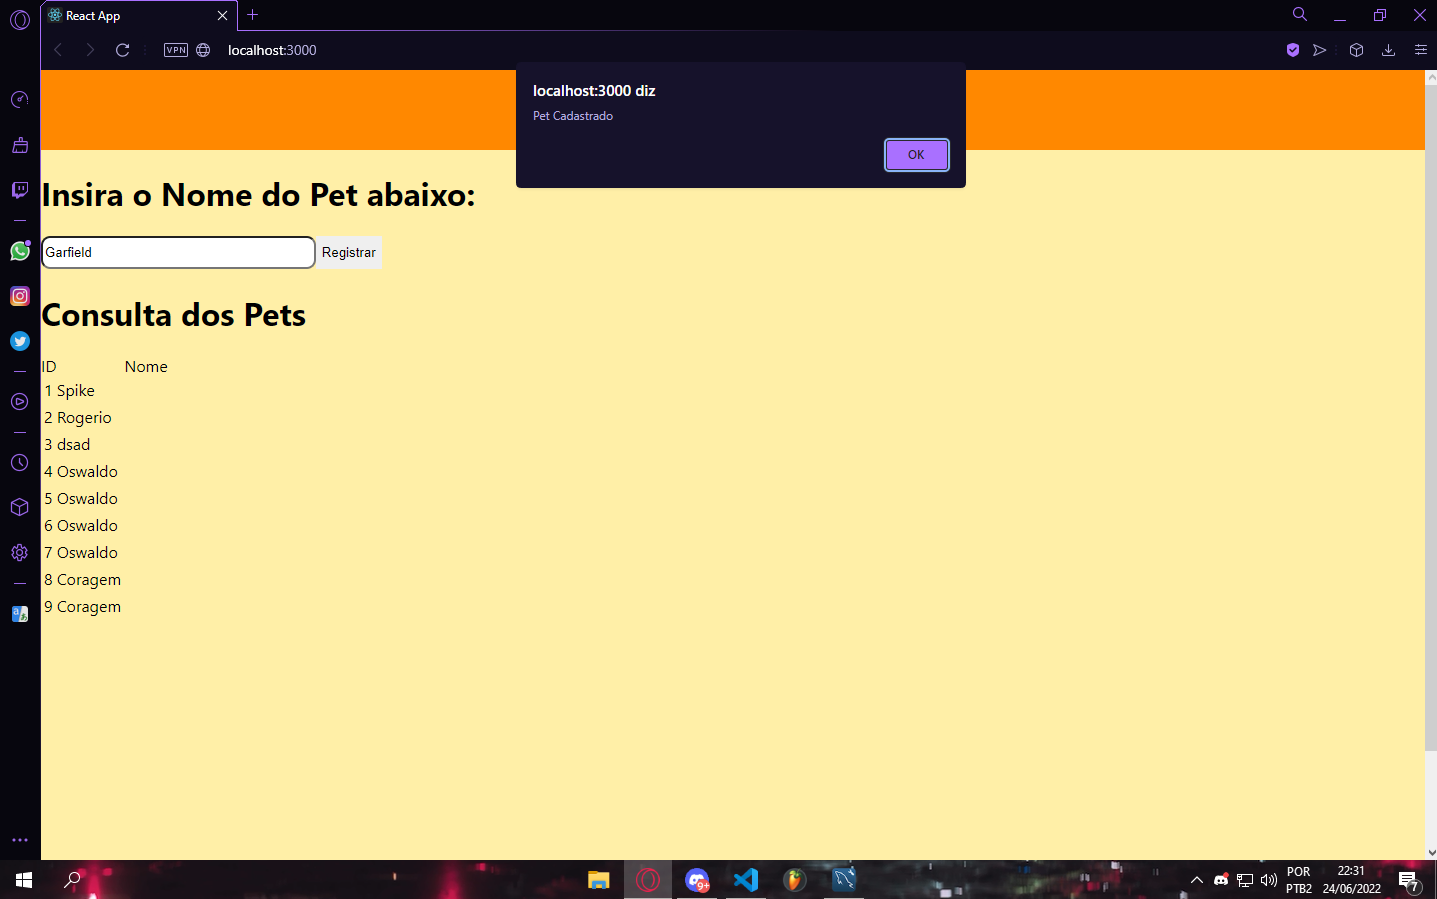 React App
VPN
localhost:3000
localhost:3000 diz
Pet Cadastrado
OK
Insira o Nome do Pet abaixo:
Garfield
Registrar
Consulta dos Pets
ID Nome
1 Spike
2 Rogerio
3 dsad
4 Oswaldo
5 Oswaldo
6 Oswaldo
7 Oswaldo
8 Coragem
9 Coragem
9+
POR
PTB2
22:31
24/06/2022
7